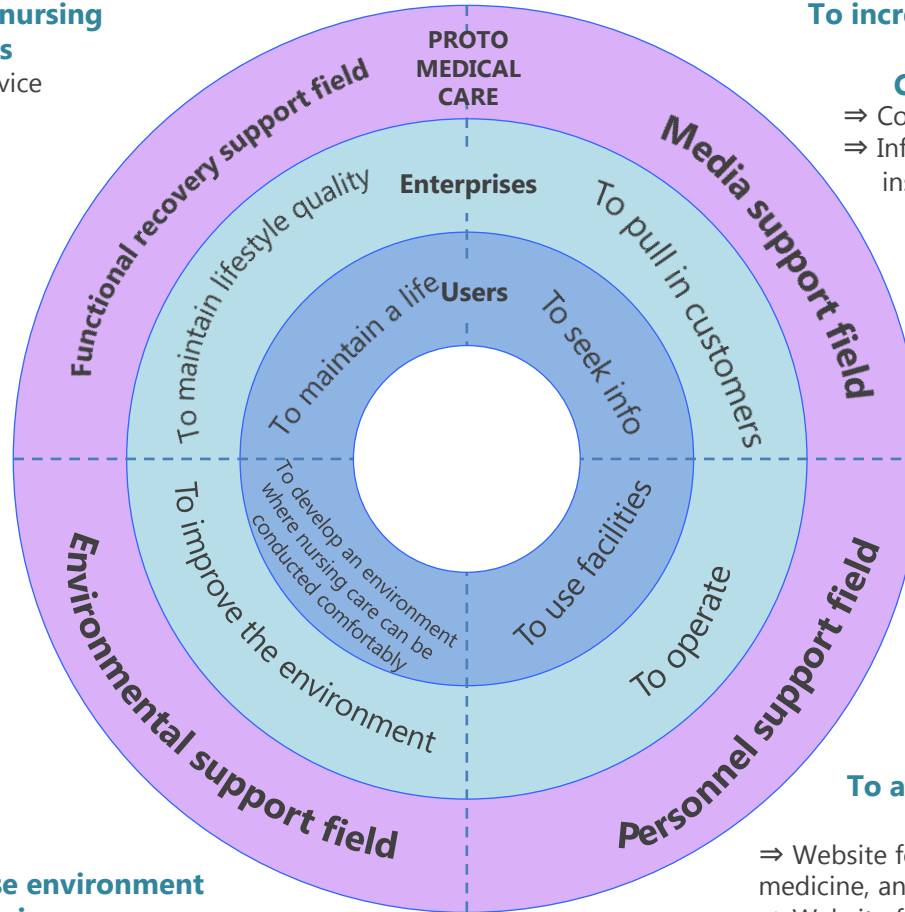 nursing
To incre
PROTO
MEDICAL
CARE
Functional recovery support field
Media support field
⇒ Co
⇒ Inf
Enterprises
To maintain lifestyle quality
To pull in customers
Users
To maintain a life
To seek info
To develop an environment
where nursing care can be
conducted comfortably
To use facilities
To improve the environment
To operate
Environmental support field
Personnel support field
To a
⇒ Website f
medicine, an
se environment